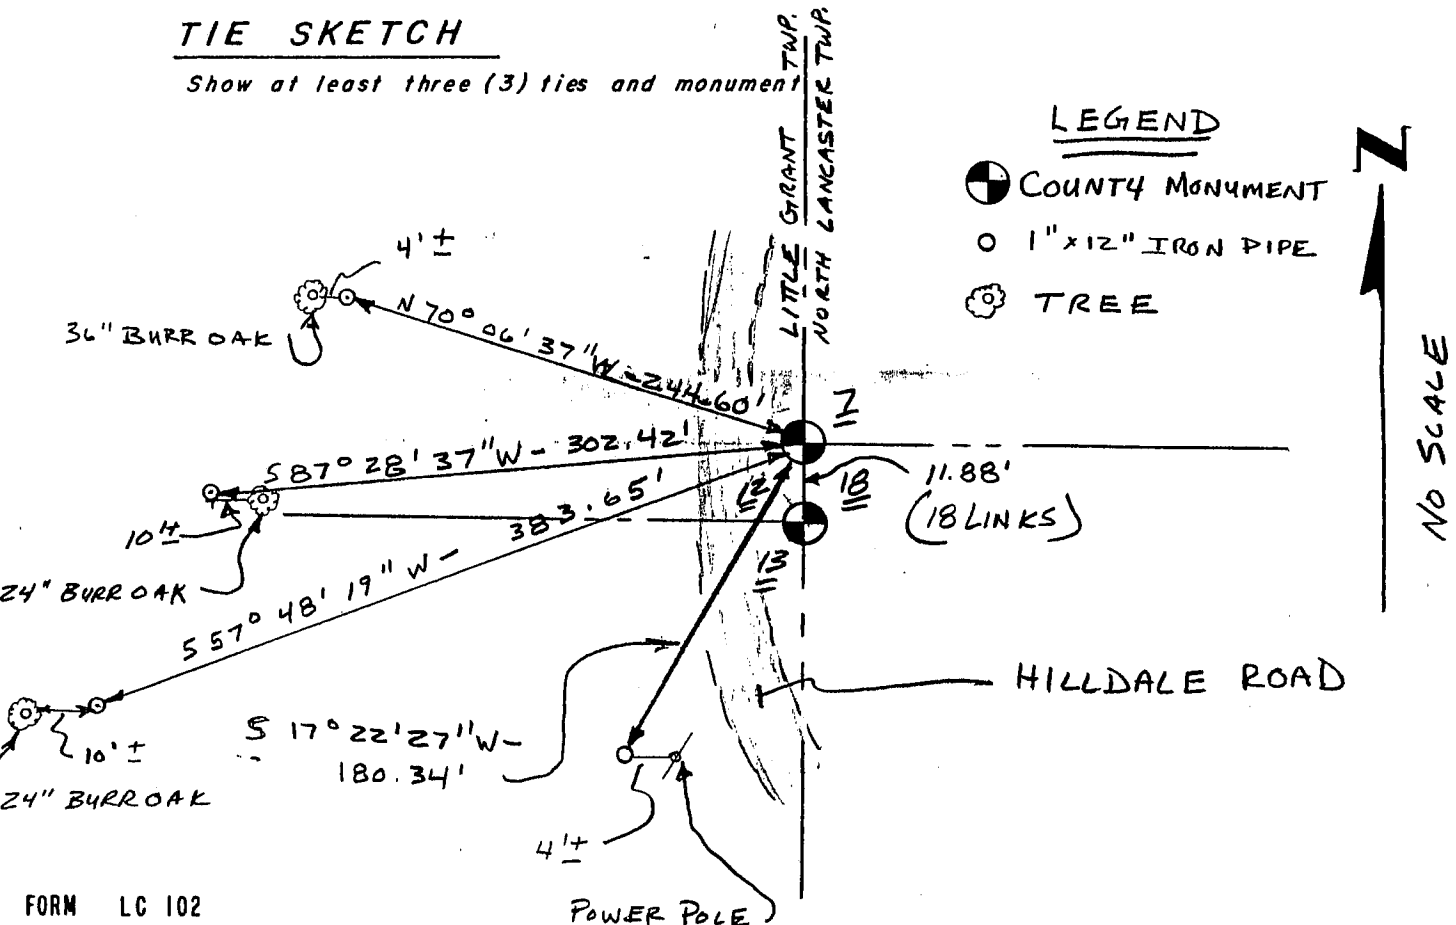 TIE SKETCH
Show at least three (3) ties and monument
LITTLE GRANT TWP.
NORTH LANCASTER TWP.
LEGEND
COUNTY MONUMENT
1" x 12" IRON PIPE
TREE
N
NO SCALE
4' ±
36" BURR OAK
N 70° 06' 37" W - 244.60'
7
S 87° 28' 37" W - 302.42'
12
18
11.88'
(18 LINKS)
10' ±
24" BURR OAK
S 57° 48' 19" W - 383.65'
13
HILLDALE ROAD
10' ±
24" BURR OAK
S 17° 22' 27" W -
180.34'
4' ±
POWER POLE
FORM LC 102